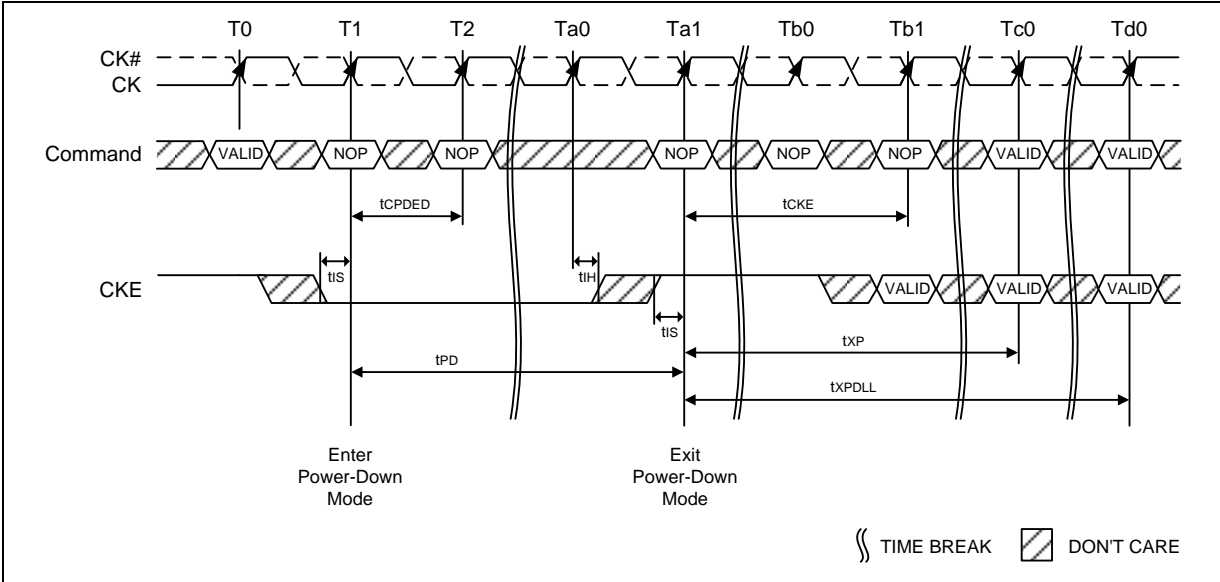 T0 T1 T2 Ta0 Ta1 Tb0 Tb1 Tc0 Td0
CK#
CK
Command VALID NOP NOP NOP NOP NOP VALID VALID
tCPDED tCKE
tIS tIH
CKE VALID VALID VALID
tIS
tXP
tPD
tXPDLL
Enter
Power-Down
Mode
Exit
Power-Down
Mode
TIME BREAK DON'T CARE